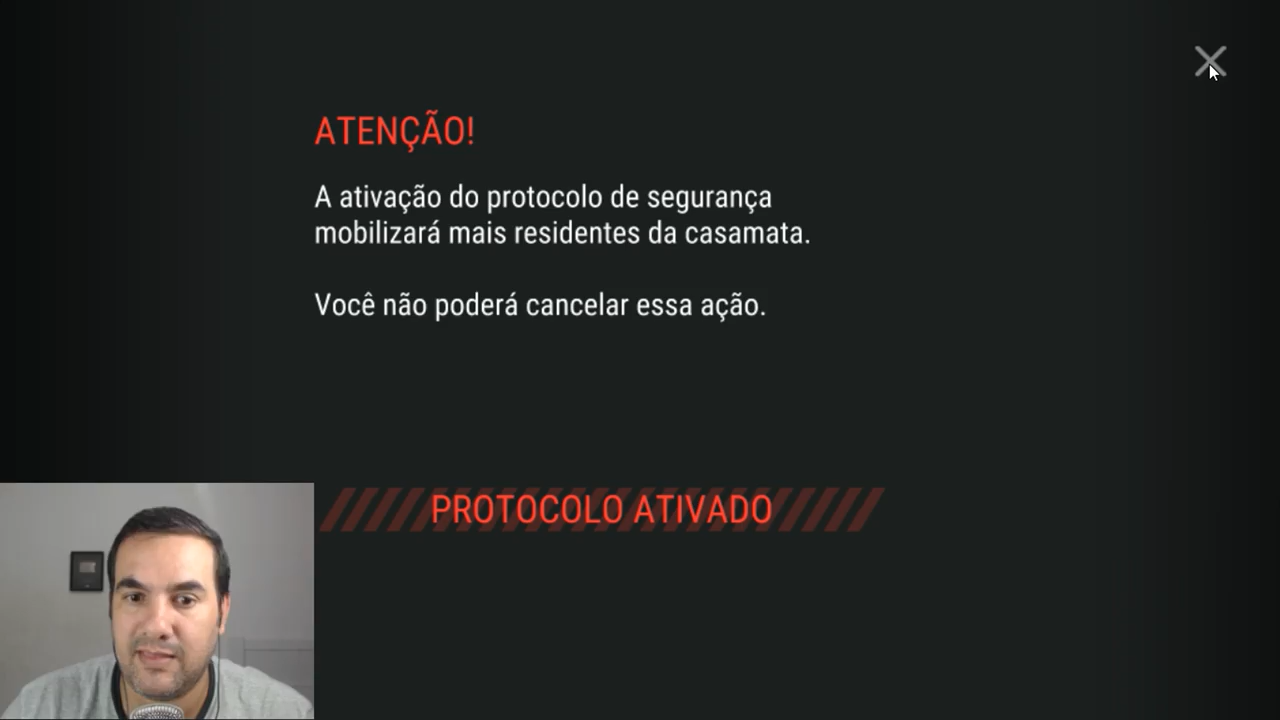 ATENÇÃO!
A ativação do protocolo de segurança
mobilizará mais residentes da casamata.
Você não poderá cancelar essa ação.
PROTOCOLO ATIVADO